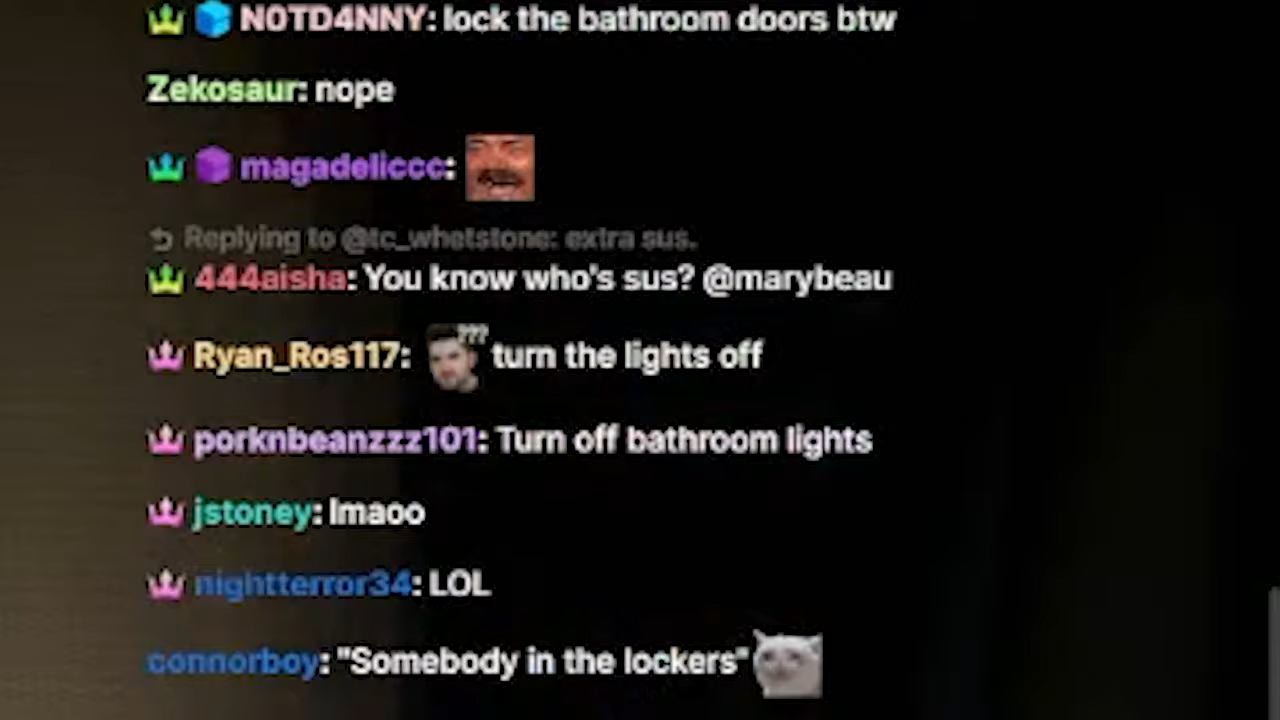 N0TD4NNY: lock the bathroom doors btw
Zekosaur: nope
magadeliccc:
Replying to @tc_whetstone: extra sus.
444aisha: You know who's sus? @marybeau
Ryan_Ros117: ??? turn the lights off
porknbeanzzz101: Turn off bathroom lights
jstoney: lmaoo
nightterror34: LOL
connorboy: "Somebody in the lockers"